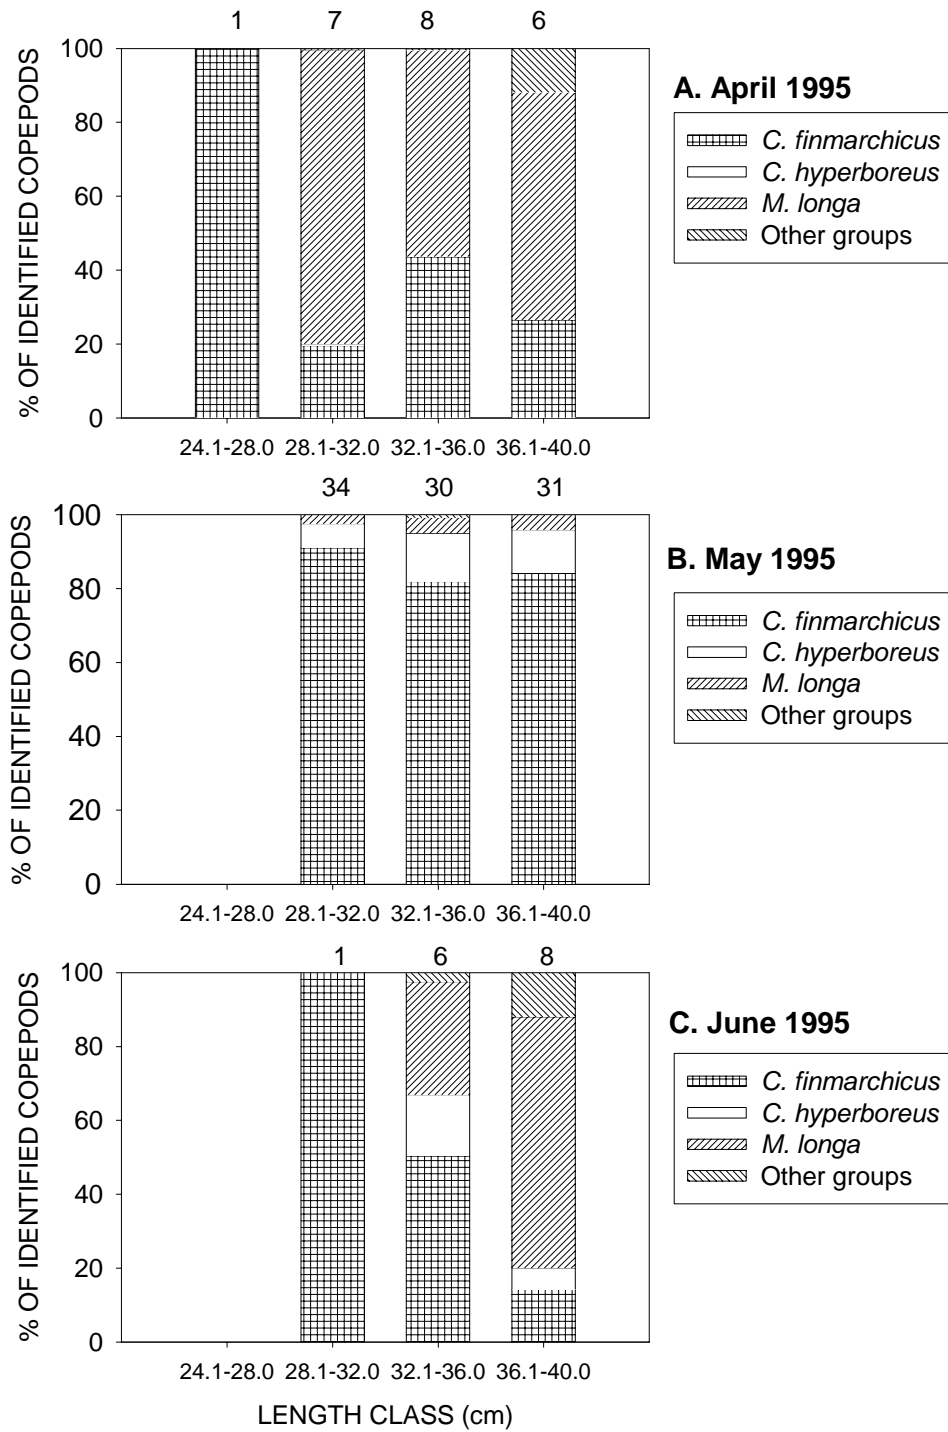 1 7 8 6
% OF IDENTIFIED COPEPODS
100
80
60
40
20
0
24.1-28.0 28.1-32.0 32.1-36.0 36.1-40.0
A. April 1995
C. finmarchicus
C. hyperboreus
M. longa
Other groups
34 30 31
% OF IDENTIFIED COPEPODS
100
80
60
40
20
0
24.1-28.0 28.1-32.0 32.1-36.0 36.1-40.0
B. May 1995
C. finmarchicus
C. hyperboreus
M. longa
Other groups
1 6 8
% OF IDENTIFIED COPEPODS
100
80
60
40
20
0
24.1-28.0 28.1-32.0 32.1-36.0 36.1-40.0
LENGTH CLASS (cm)
C. June 1995
C. finmarchicus
C. hyperboreus
M. longa
Other groups